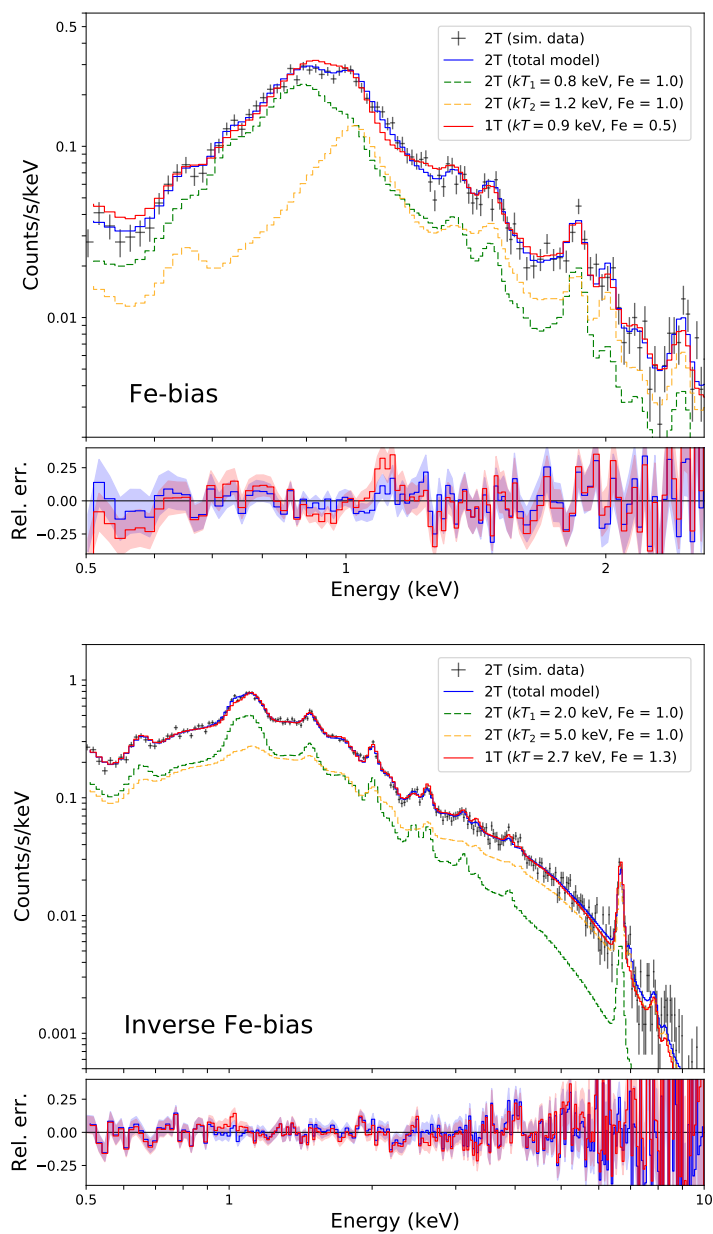 0.5
0.1
0.01
Counts/s/keV
2T (sim. data)
2T (total model)
2T (kT₁ = 0.8 keV, Fe = 1.0)
2T (kT₂ = 1.2 keV, Fe = 1.0)
1T (kT = 0.9 keV, Fe = 0.5)
Fe-bias
0.25
0.00
−0.25
Rel. err.
0.5
1
2
Energy (keV)
1
0.1
0.01
0.001
Counts/s/keV
2T (sim. data)
2T (total model)
2T (kT₁ = 2.0 keV, Fe = 1.0)
2T (kT₂ = 5.0 keV, Fe = 1.0)
1T (kT = 2.7 keV, Fe = 1.3)
Inverse Fe-bias
0.25
0.00
−0.25
Rel. err.
0.5
1
10
Energy (keV)